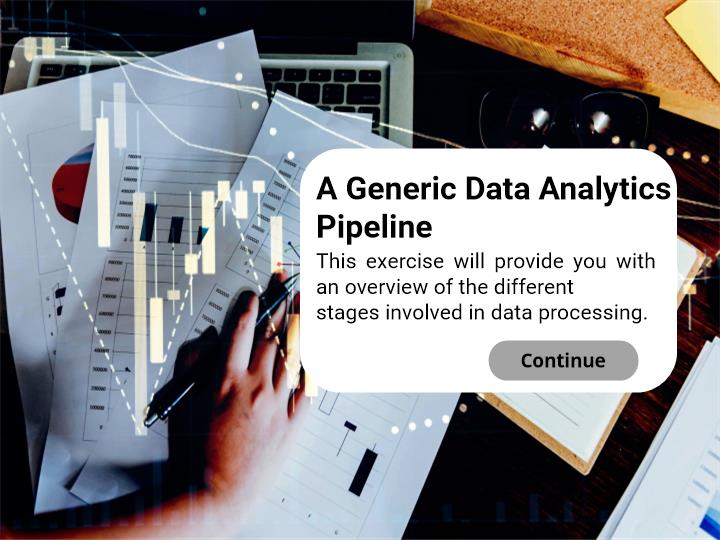 A Generic Data Analytics
Pipeline
This exercise will provide you with
an overview of the different
stages involved in data processing.
Continue